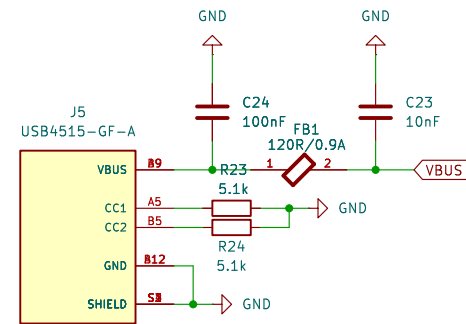 GND
GND
C24
100nF
C23
10nF
J5
USB4515-GF-A
FB1
120R/0.9A
VBUS
1
2
VBUS
R23
5.1k
CC1
A5
CC2
B5
GND
R24
5.1k
GND
B12
SHIELD
GND